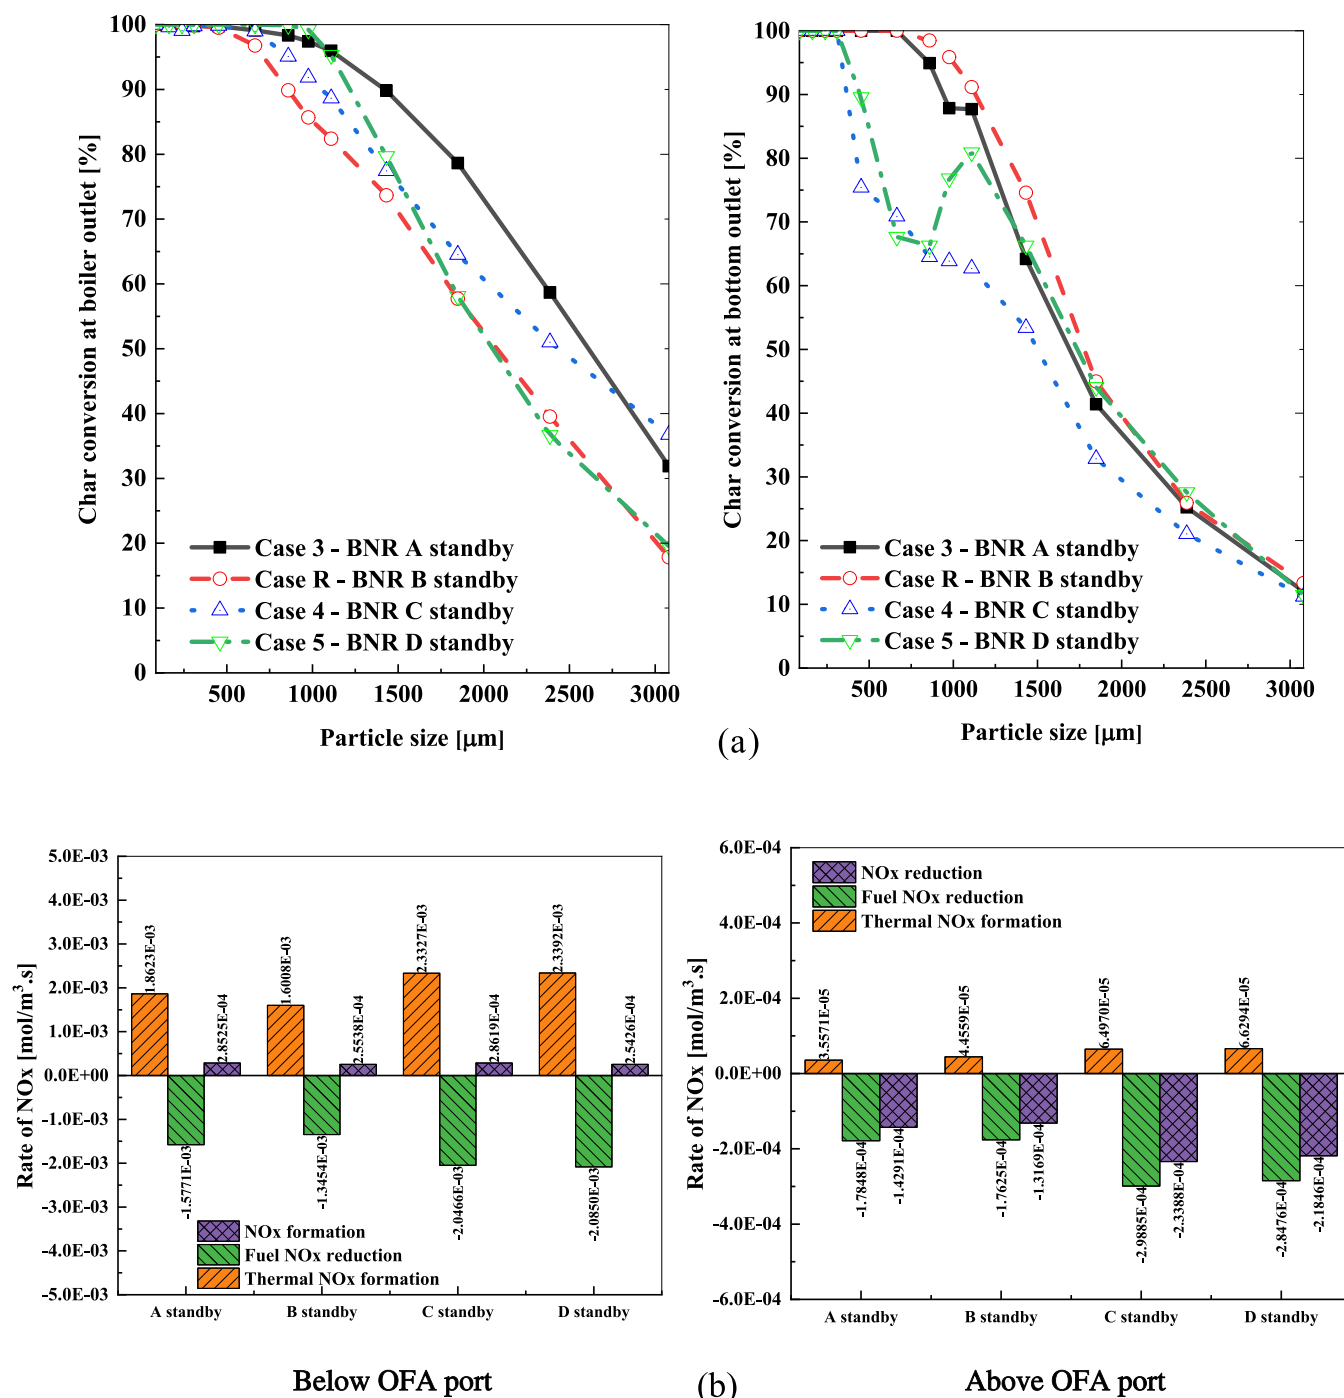 Char conversion at boiler outlet [%]
100
90
80
70
60
50
40
30
20
10
0
Case 3 - BNR A standby
Case R - BNR B standby
Case 4 - BNR C standby
Case 5 - BNR D standby
500
1000
1500
2000
2500
3000
Particle size [μm]
Char conversion at bottom outlet [%]
100
90
80
70
60
50
40
30
20
10
0
Case 3 - BNR A standby
Case R - BNR B standby
Case 4 - BNR C standby
Case 5 - BNR D standby
500
1000
1500
2000
2500
3000
Particle size [μm]
(a)
Rate of NOx [mol/m³.s]
5.0E-03
4.0E-03
3.0E-03
2.0E-03
1.0E-03
0.0E+00
-1.0E-03
-2.0E-03
-3.0E-03
-4.0E-03
-5.0E-03
1.8623E-03
-1.5771E-03
2.8525E-04
1.6008E-03
-1.3454E-03
2.5538E-04
2.3327E-03
-2.0466E-03
2.8619E-04
2.3392E-03
-2.0850E-03
2.5426E-04
NOx formation
Fuel NOx reduction
Thermal NOx formation
A standby
B standby
C standby
D standby
Below OFA port
Rate of NOx [mol/m³.s]
6.0E-04
4.0E-04
2.0E-04
0.0E+00
-2.0E-04
-4.0E-04
-6.0E-04
NOx reduction
Fuel NOx reduction
Thermal NOx formation
3.5571E-05
-1.7848E-04
-1.4291E-04
4.4559E-05
-1.7625E-04
-1.3169E-04
6.4970E-05
-2.9885E-04
-2.3388E-04
6.6294E-05
-2.8476E-04
-2.1846E-04
A standby
B standby
C standby
D standby
Above OFA port
(b)